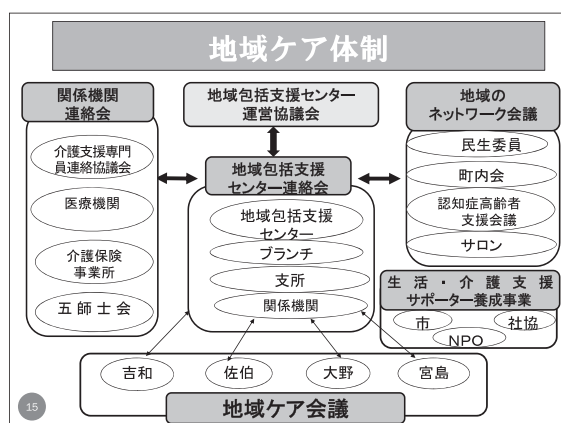 地域ケア体制
関係機関
連絡会
介護支援専門
員連絡協議会
医療機関
介護保険
事業所
五師士会
地域包括支援センター
運営協議会
地域包括支援
センター連絡会
地域包括支援
センター
ブランチ
支所
関係機関
地域の
ネットワーク会議
民生委員
町内会
認知症高齢者
支援会議
サロン
生活・介護支援
サポーター養成事業
市
社協
NPO
吉和
佐伯
大野
宮島
地域ケア会議
15